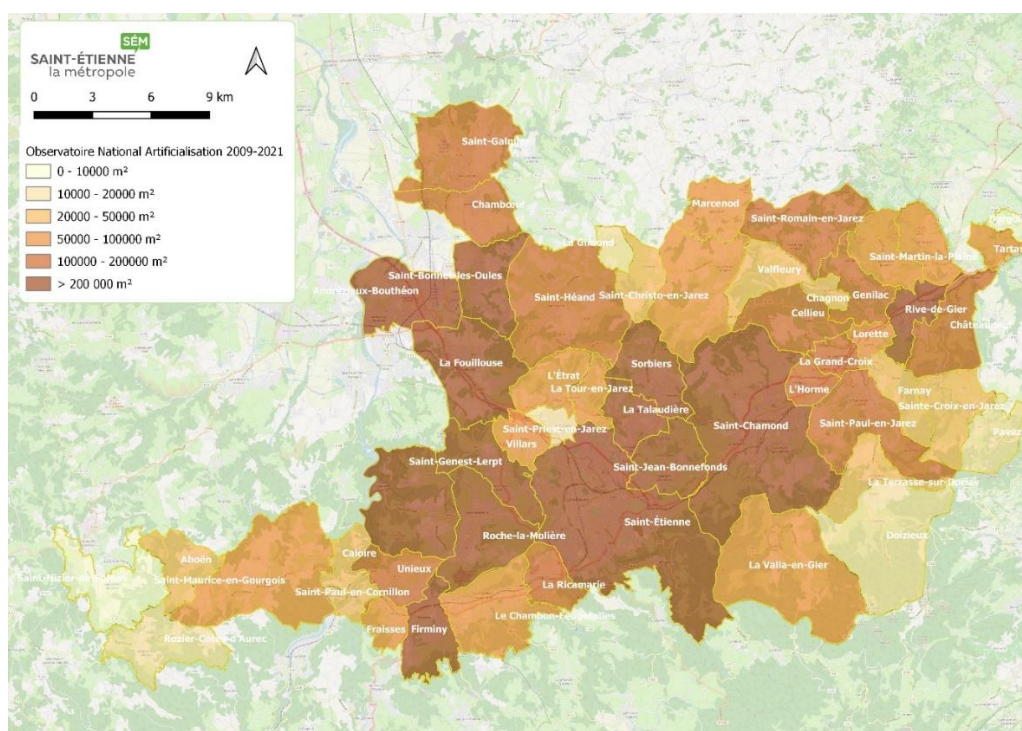 SÉM
SAINT-ÉTIENNE
la métropole
0 3 6 9 km
Observatoire National Artificialisation 2009-2021
0 - 10000 m²
10000 - 20000 m²
20000 - 50000 m²
50000 - 100000 m²
100000 - 200000 m²
> 200 000 m²
Chambœuf
Marcenod
Saint-Romain-en-Jarez
La Gimond
Saint-Martin-la-Plaine
Saint-Bonnet-les-Oules
Valfleury
Andrézieux-Bouthéon
Saint-Héand
Saint-Christo-en-Jarez
Chagnon
Genilac
Cellieu
Rive-de-Gier
Lorette
La Fouillouse
Sorbiers
La Grand-Croix
L'Étrat
La Tour-en-Jarez
L'Horme
Farnay
Sainte-Croix-en-Jarez
La Talaudière
Saint-Chamond
Saint-Paul-en-Jarez
Saint-Priest-en-Jarez
Villars
Saint-Genest-Lerpt
Saint-Jean-Bonnefonds
La Terrasse-sur-Dorlay
Saint-Étienne
Roche-la-Molière
Doizieux
Caloire
Aboën
Unieux
La Valla-en-Gier
Saint-Maurice-en-Gourgois
La Ricamarie
Saint-Paul-en-Cornillon
Le Chambon-Feugerolles
Fraisses
Firminy